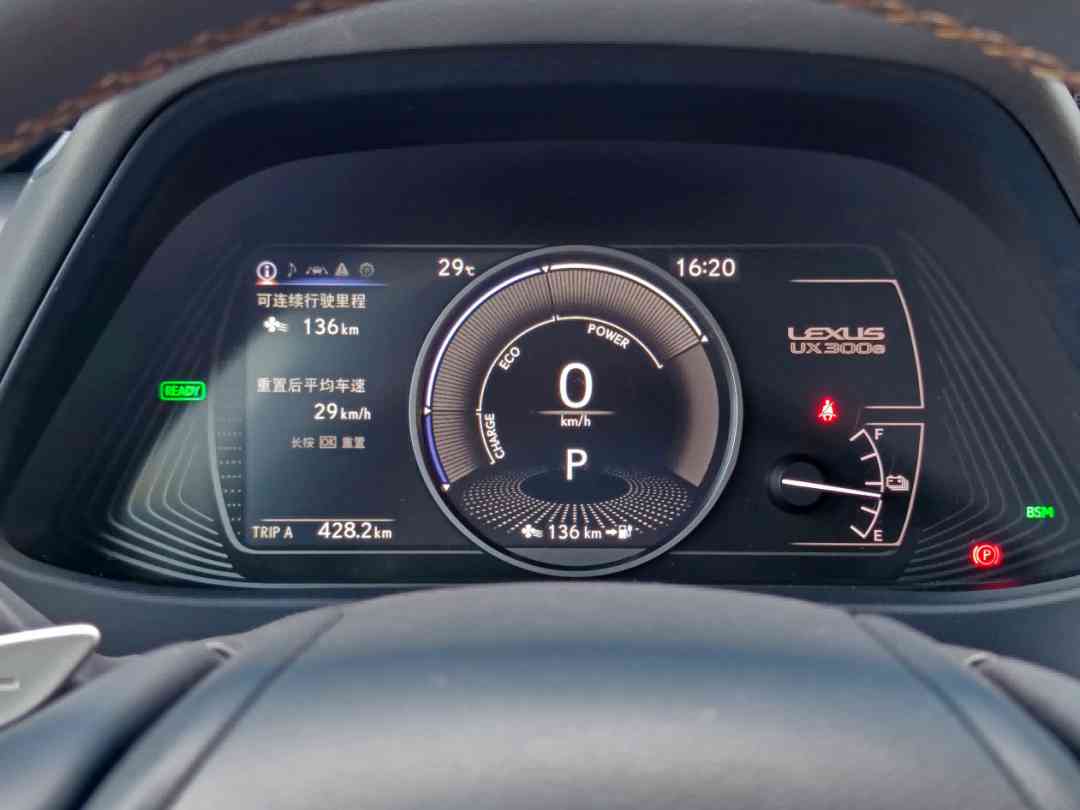 29℃
16:20
可连续行驶里程
136km
重置后平均车速
29km/h
长按 OK 重置
TRIP A 428.2km
READY
CHARGE
ECO
POWER
0
km/h
P
136 km
LEXUS
UX300e
F
E
BSM
P